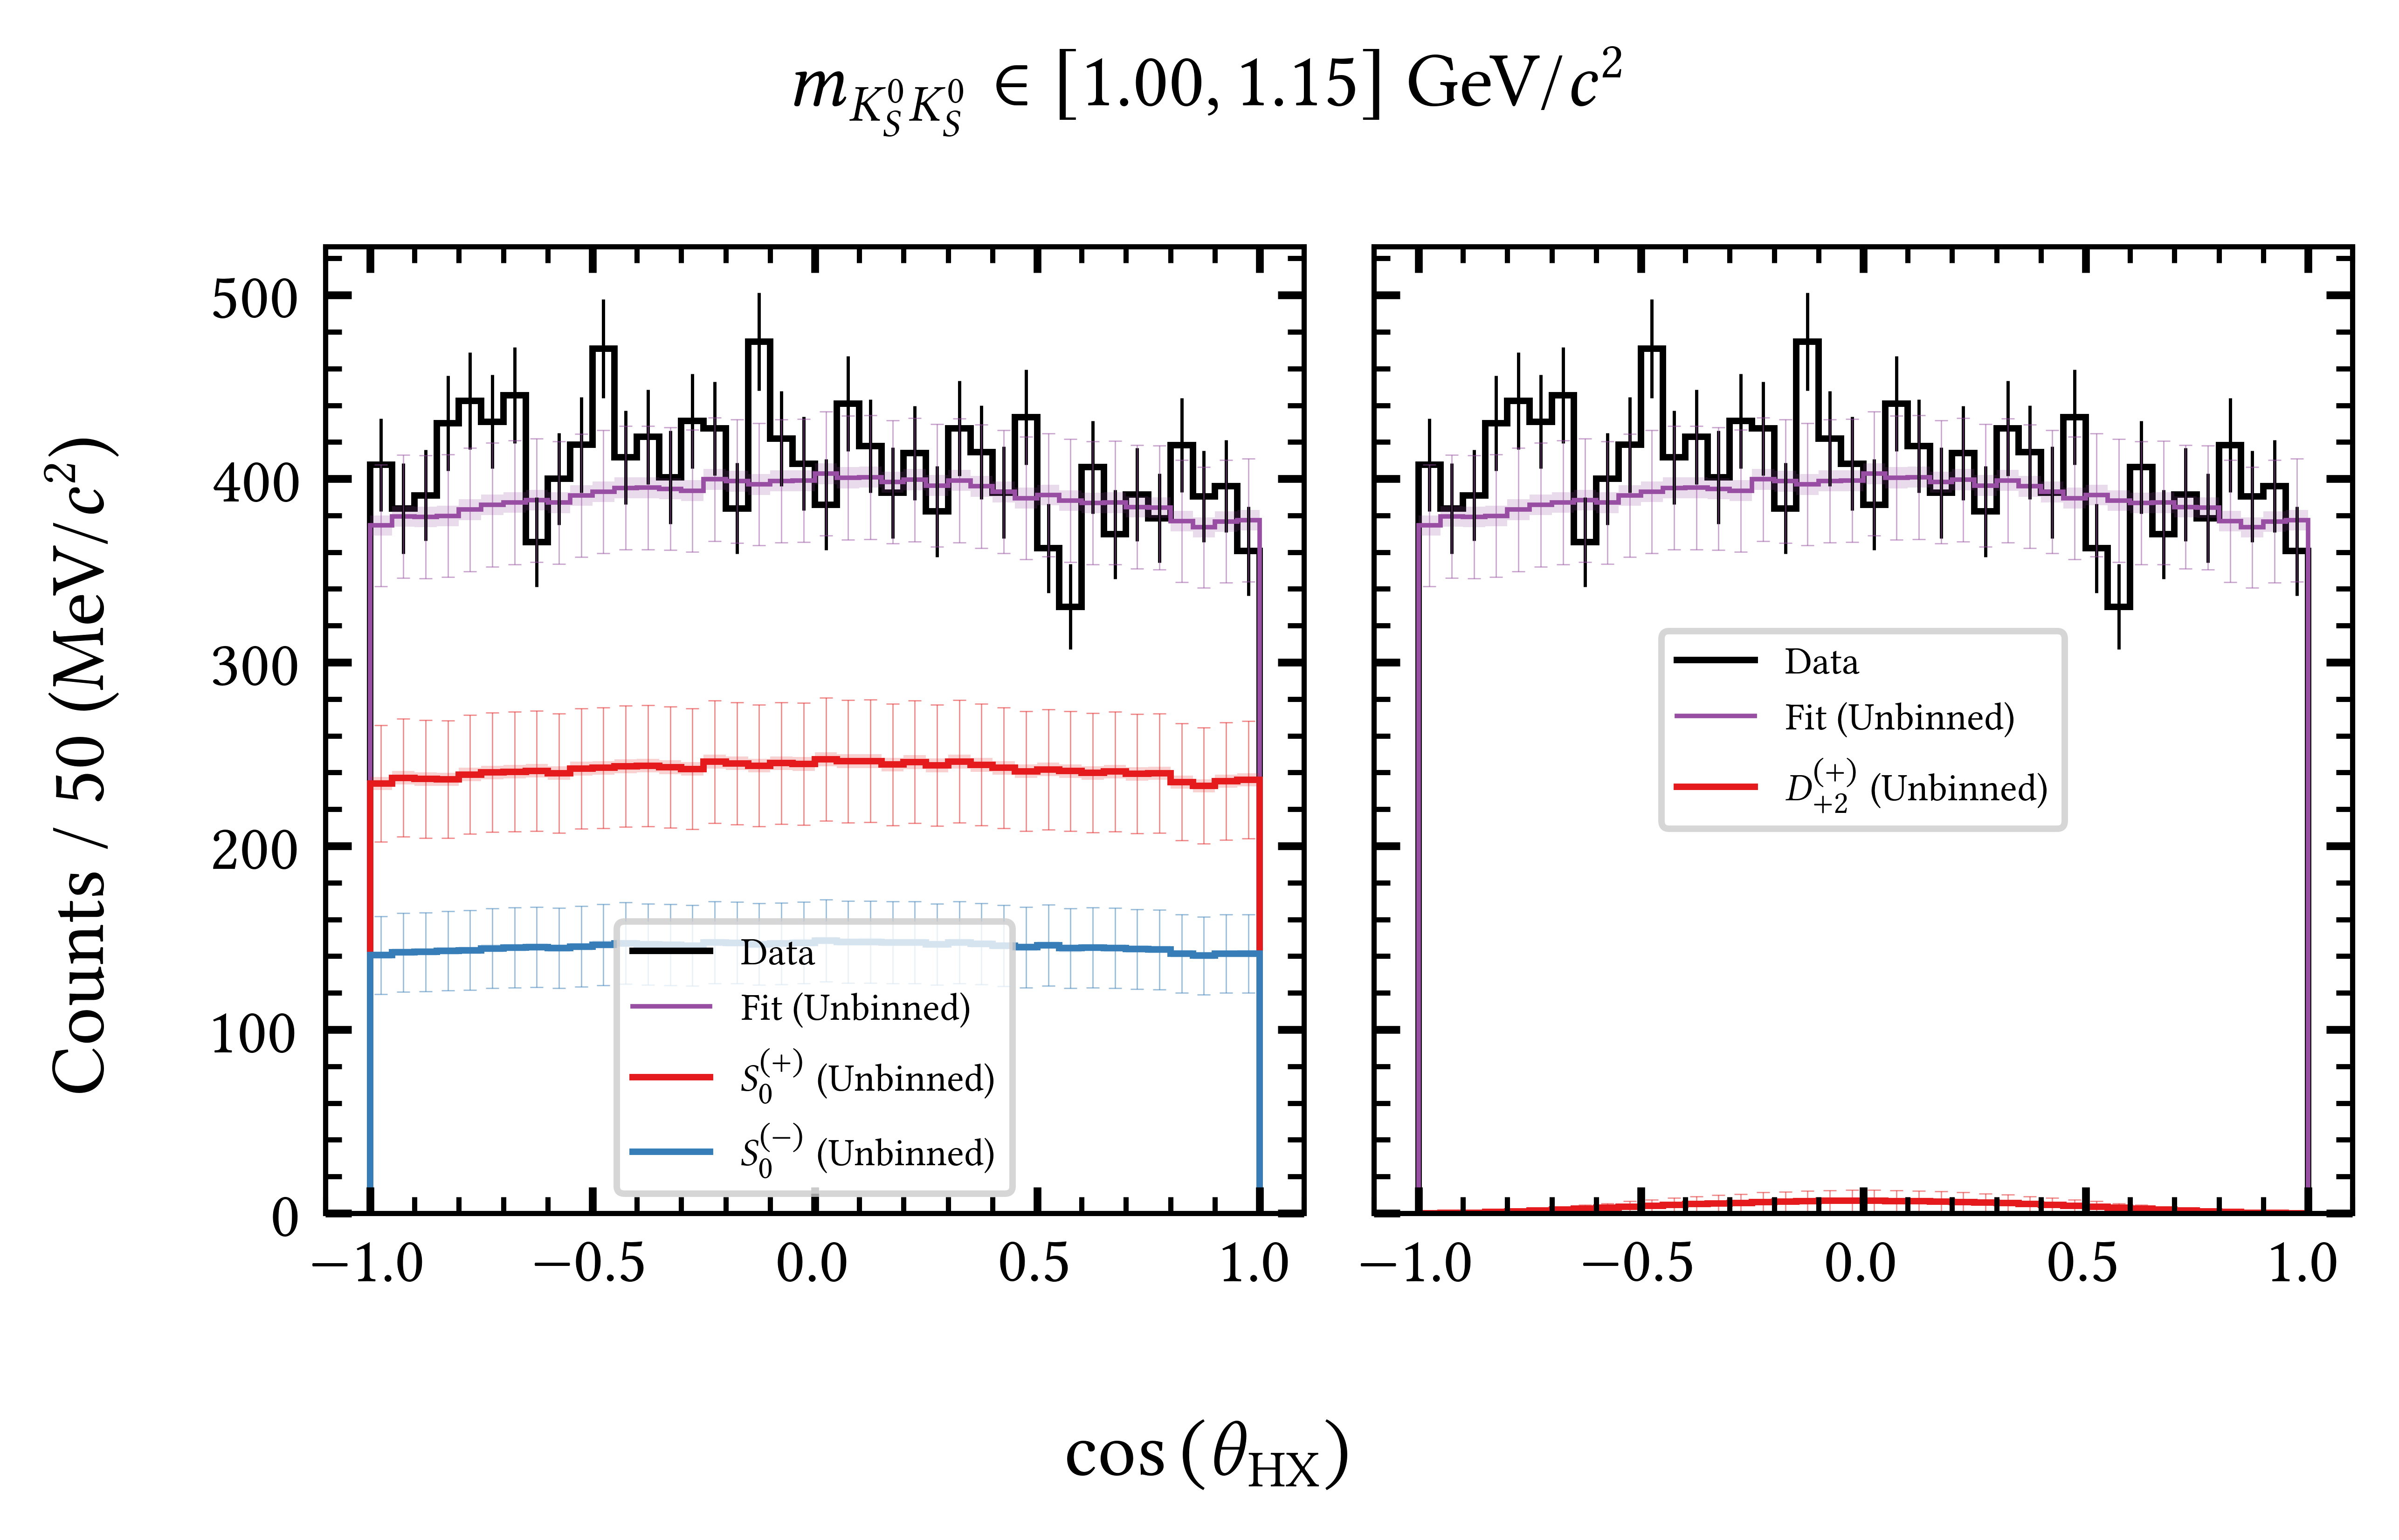 m_{K_S^0 K_S^0} ∈ [1.00, 1.15] GeV/c²
Counts / 50 (MeV/c²)
500
400
300
200
100
0
Data
Fit (Unbinned)
S_0^{(+)} (Unbinned)
S_0^{(−)} (Unbinned)
−1.0 −0.5 0.0 0.5 1.0
Data
Fit (Unbinned)
D_{+2}^{(+)} (Unbinned)
−1.0 −0.5 0.0 0.5 1.0
cos (θ_{HX})